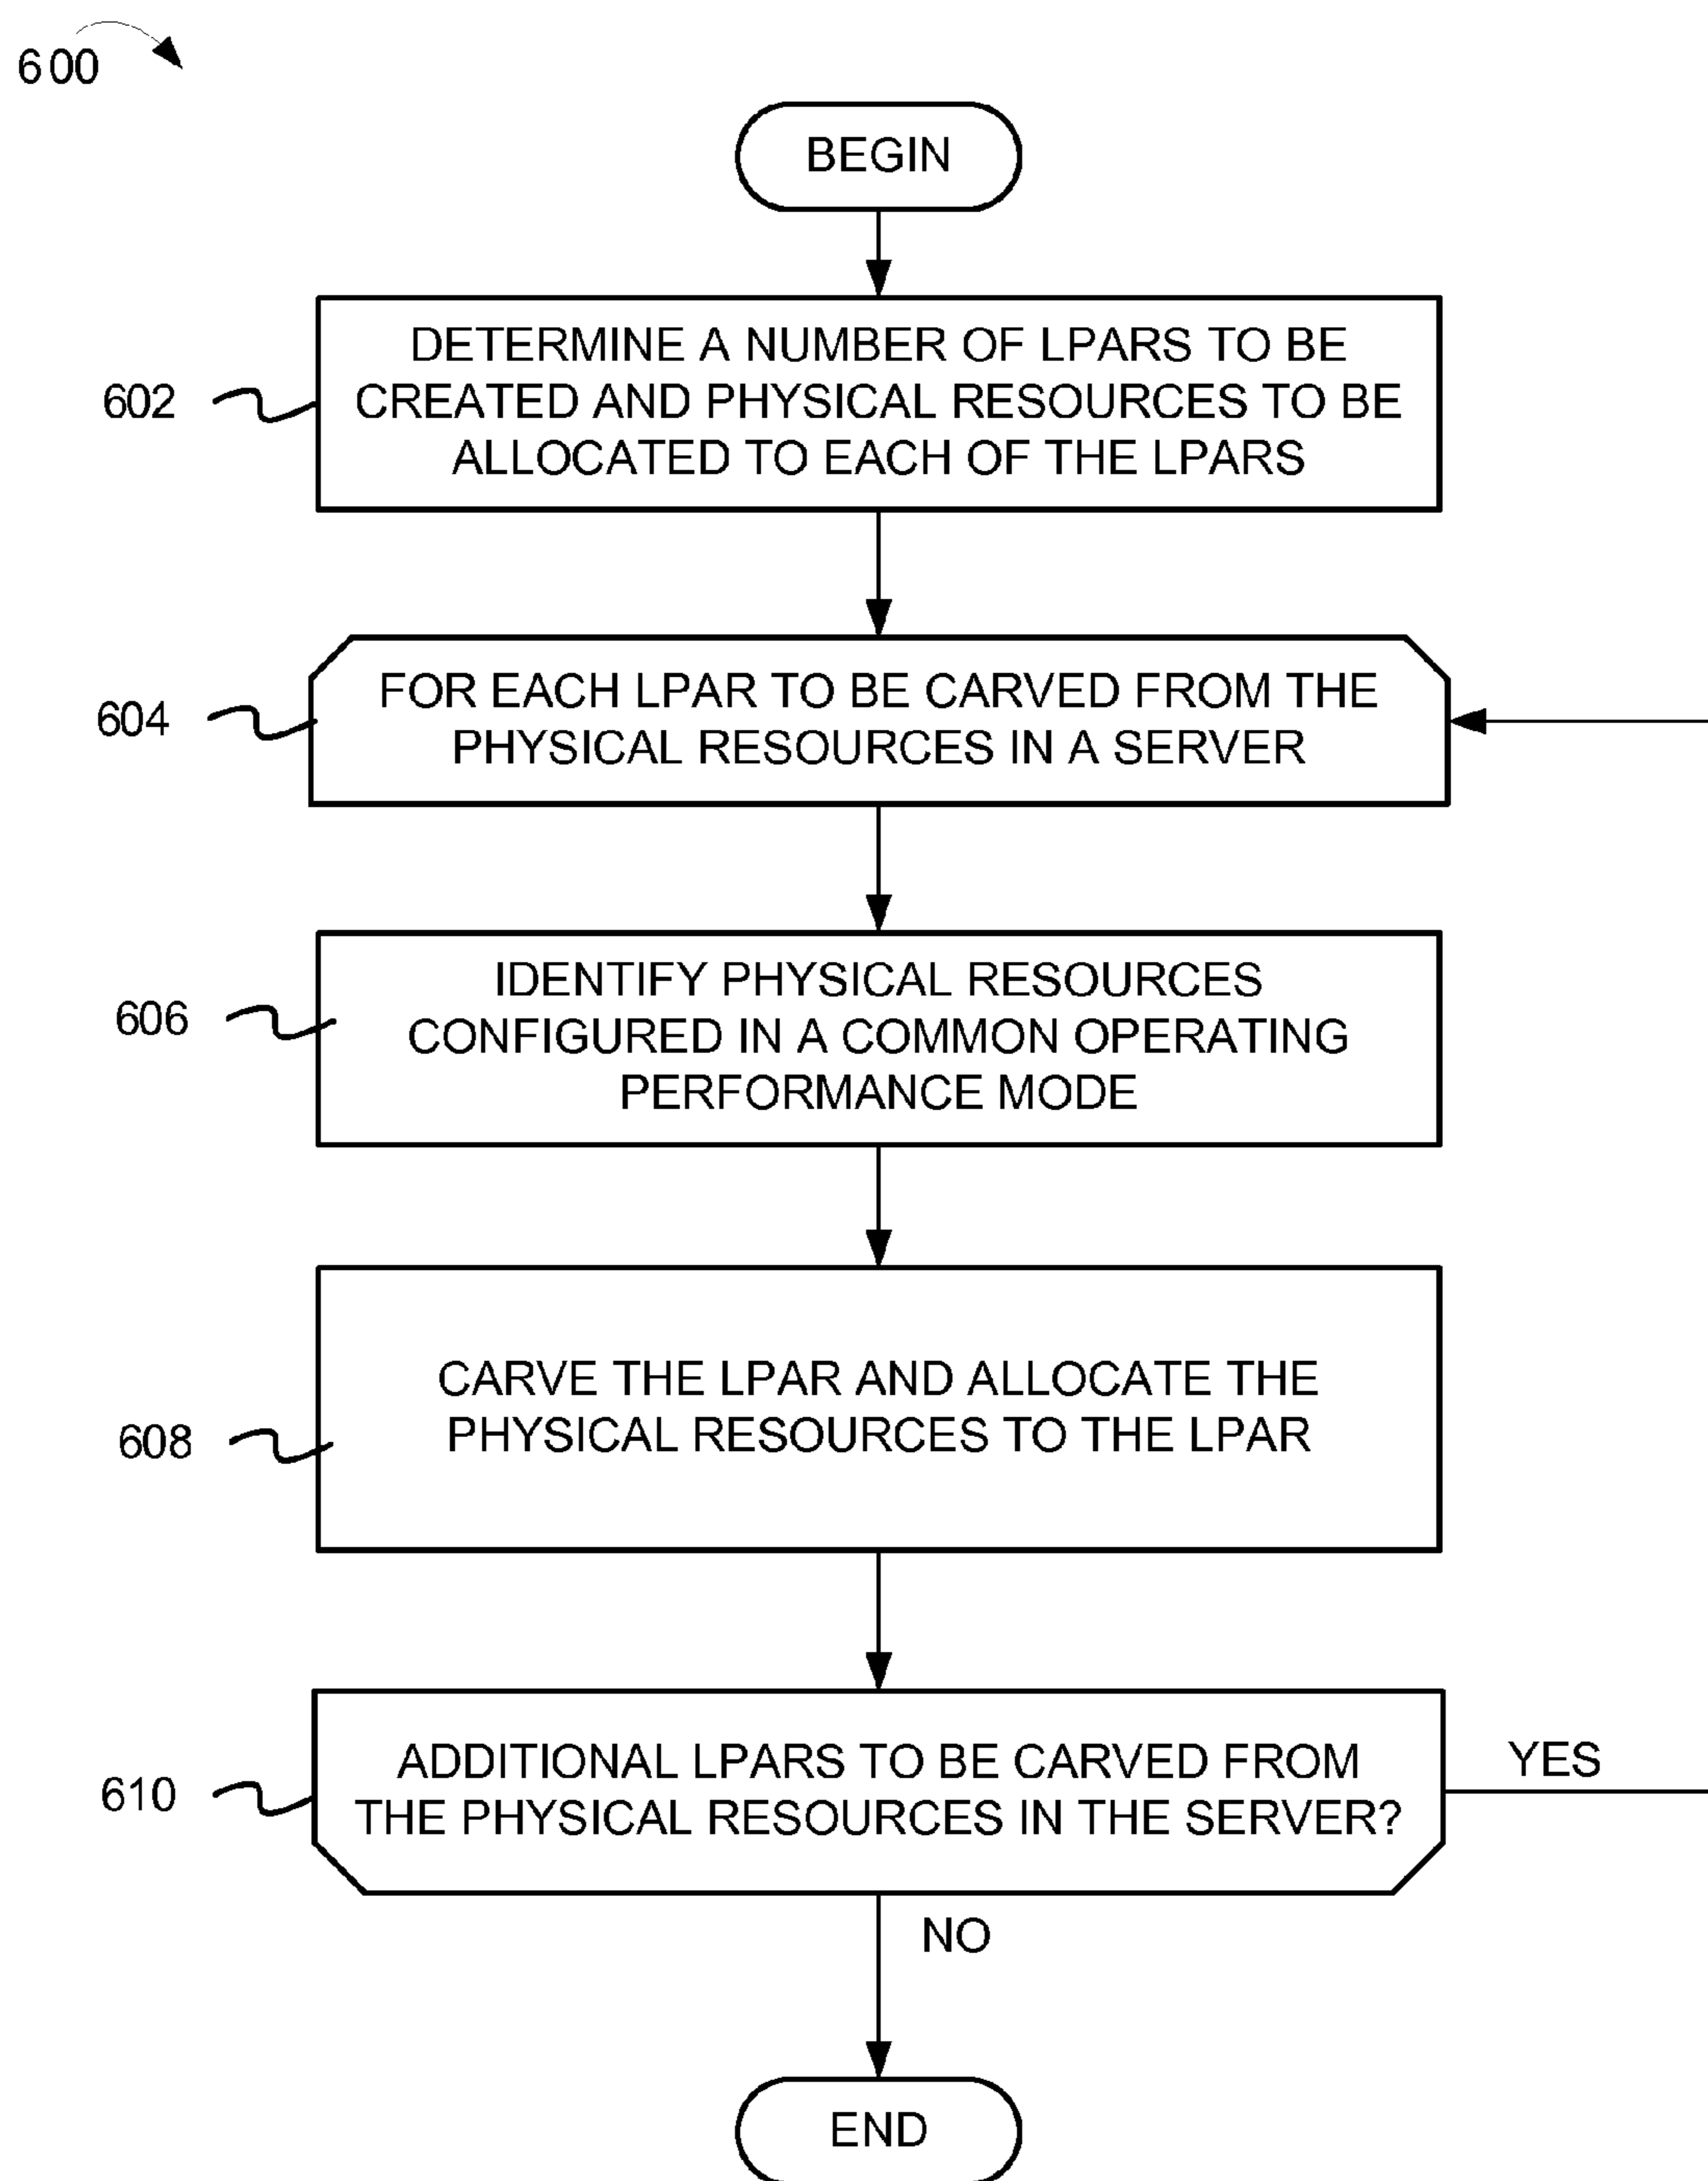 600
BEGIN
602
DETERMINE A NUMBER OF LPARS TO BE
CREATED AND PHYSICAL RESOURCES TO BE
ALLOCATED TO EACH OF THE LPARS
604
FOR EACH LPAR TO BE CARVED FROM THE
PHYSICAL RESOURCES IN A SERVER
606
IDENTIFY PHYSICAL RESOURCES
CONFIGURED IN A COMMON OPERATING
PERFORMANCE MODE
608
CARVE THE LPAR AND ALLOCATE THE
PHYSICAL RESOURCES TO THE LPAR
610
ADDITIONAL LPARS TO BE CARVED FROM
THE PHYSICAL RESOURCES IN THE SERVER?
YES
NO
END